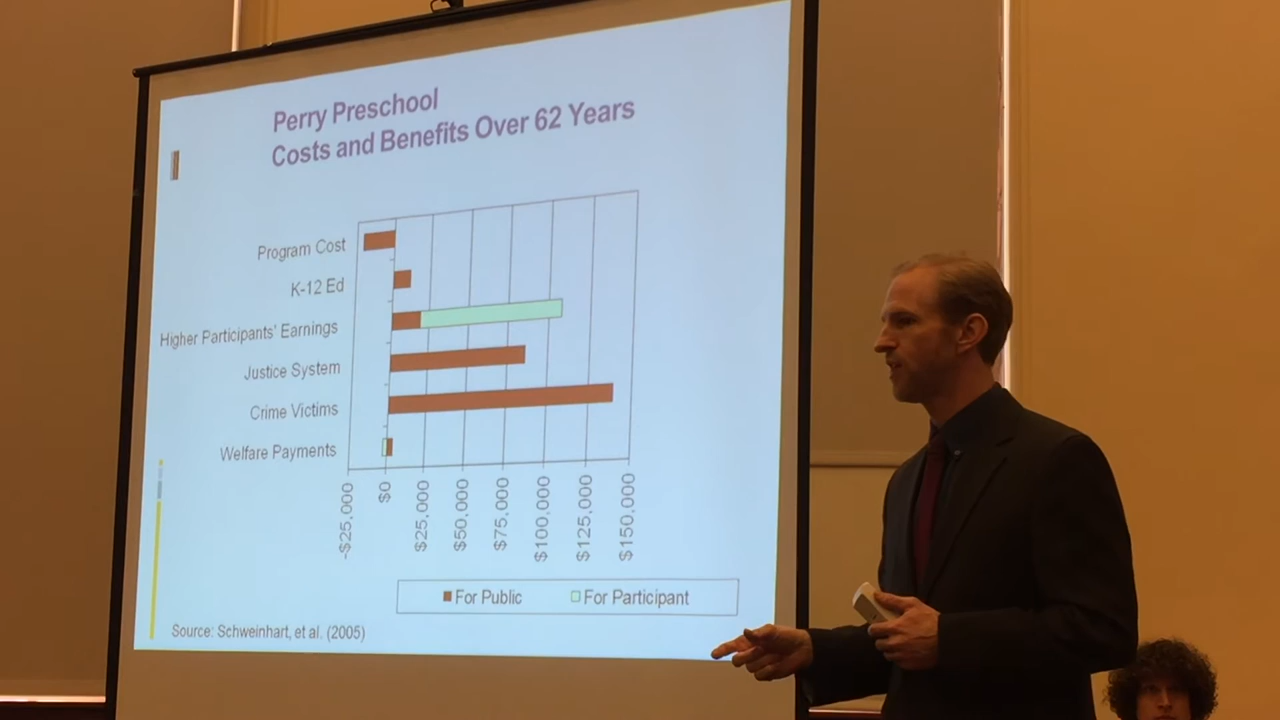 Perry Preschool
Costs and Benefits Over 62 Years
Program Cost
K-12 Ed
Higher Participants' Earnings
Justice System
Crime Victims
Welfare Payments
-$25,000
$0
$25,000
$50,000
$75,000
$100,000
$125,000
$150,000
For Public
For Participant
Source: Schweinhart, et al. (2005)